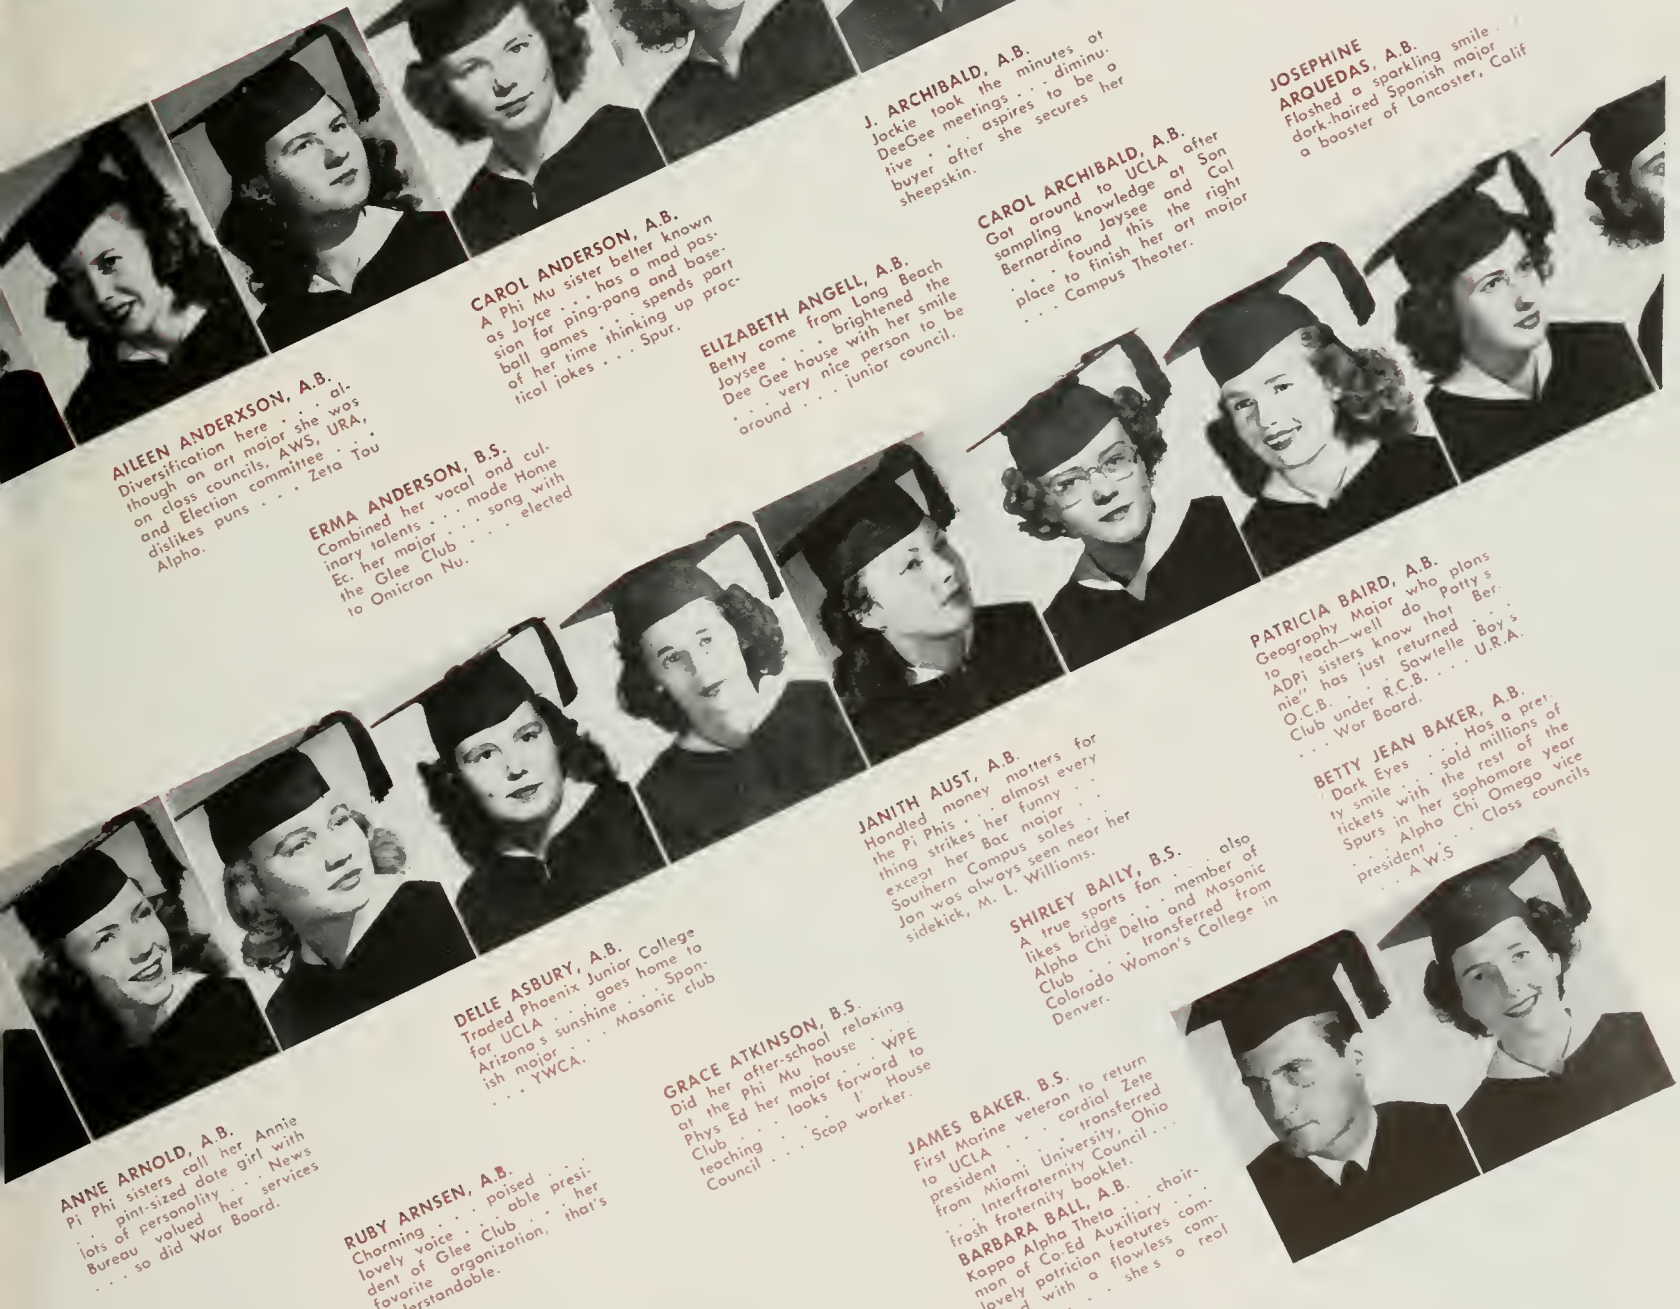 AILEEN ANDERXSON, A.B.
Diversification here . . . al-
though an art major she was
on class councils, AWS, URA,
and Election committee . . .
dislikes puns . . . Zeta Tau
Alpha.
ERMA ANDERSON, B.S.
Combined her vocal and cul-
inary talents . . . made Home
Ec. her major . . . song with
the Glee Club . . . elected
to Omicron Nu.
CAROL ANDERSON, A.B.
A Phi Mu sister better known
as Joyce . . . has a mad pas-
sion for ping-pong and base-
ball games . . . spends part
of her time thinking up prac-
tical jokes . . . Spur.
ELIZABETH ANGELL, A.B.
Betty came from Long Beach
Jaysee . . . brightened the
Dee Gee house with her smile
. . . very nice person to be
around . . . junior council.
J. ARCHIBALD, A.B.
Jackie took the minutes at
DeeGee meetings . . . diminu-
tive . . . aspires to be a
buyer after she secures her
sheepskin.
CAROL ARCHIBALD, A.B.
Got around to UCLA after
sampling knowledge at San
Bernardino Jaysee and Cal
. . . found this the right
place to finish her art major
. . . Campus Theater.
JOSEPHINE
ARQUEDAS, A.B.
Flashed a sparkling smile .
dark-haired Spanish major
a booster of Lancaster, Calif
ANNE ARNOLD, A.B.
Pi Phi sisters call her Annie
. . . pint-sized date girl with
lots of personality . . . News
Bureau valued her services
. . . so did War Board.
RUBY ARNSEN, A.B.
Charming . . . poised . . .
lovely voice . . . able presi-
dent of Glee Club . . . her
favorite organization, that's
derstandable.
DELLE ASBURY, A.B.
Traded Phoenix Junior College
for UCLA . . . goes home to
Arizona s sunshine . . . Span-
ish major . . . Masonic club
. . . YWCA.
GRACE ATKINSON, B.S.
Did her after-school relaxing
at the Phi Mu house . . .
Phys Ed her major . . . WPE
Club . . . looks forward to
teaching . . . Y House
Council . . . Scop worker.
JANITH AUST, A.B.
Handled money matters for
the Pi Phis . . . almost every
thing strikes her funny . . .
except her Bac major . . .
Southern Campus sales . . .
Jan was always seen near her
sidekick, M. L. Williams.
SHIRLEY BAILY, B.S.
A true sports fan . . . also
likes bridge . . . member of
Alpha Chi Delta and Masonic
Club . . . transferred from
Colorado Woman's College in
Denver.
PATRICIA BAIRD, A.B.
Geography Major who plans
to teach—well do Patty s
ADPi sisters know that Ber-
nie" has just returned . . .
O.C.B. . . . Sawtelle Boy s
Club under R.C.B. . . . U.R.A.
. . . War Board.
BETTY JEAN BAKER, A.B.
Dark Eyes . . . Has a pret-
ty smile . . . sold millions of
tickets with the rest of the
Spurs in her sophomore year
. . . Alpha Chi Omega vice
president . . . Class councils
. . A.W.S
JAMES BAKER, B.S.
First Marine veteran to return
to UCLA . . . cordial Zete
president . . . transferred
from Miami University, Ohio
. . . Interfraternity Council . . .
frosh fraternity booklet.
BARBARA BALL, A.B.
Kappa Alpha Theta . . . chair-
man of Co-Ed Auxiliary . . .
lovely patrician features com-
d with a flawless com-
. . . she s a real